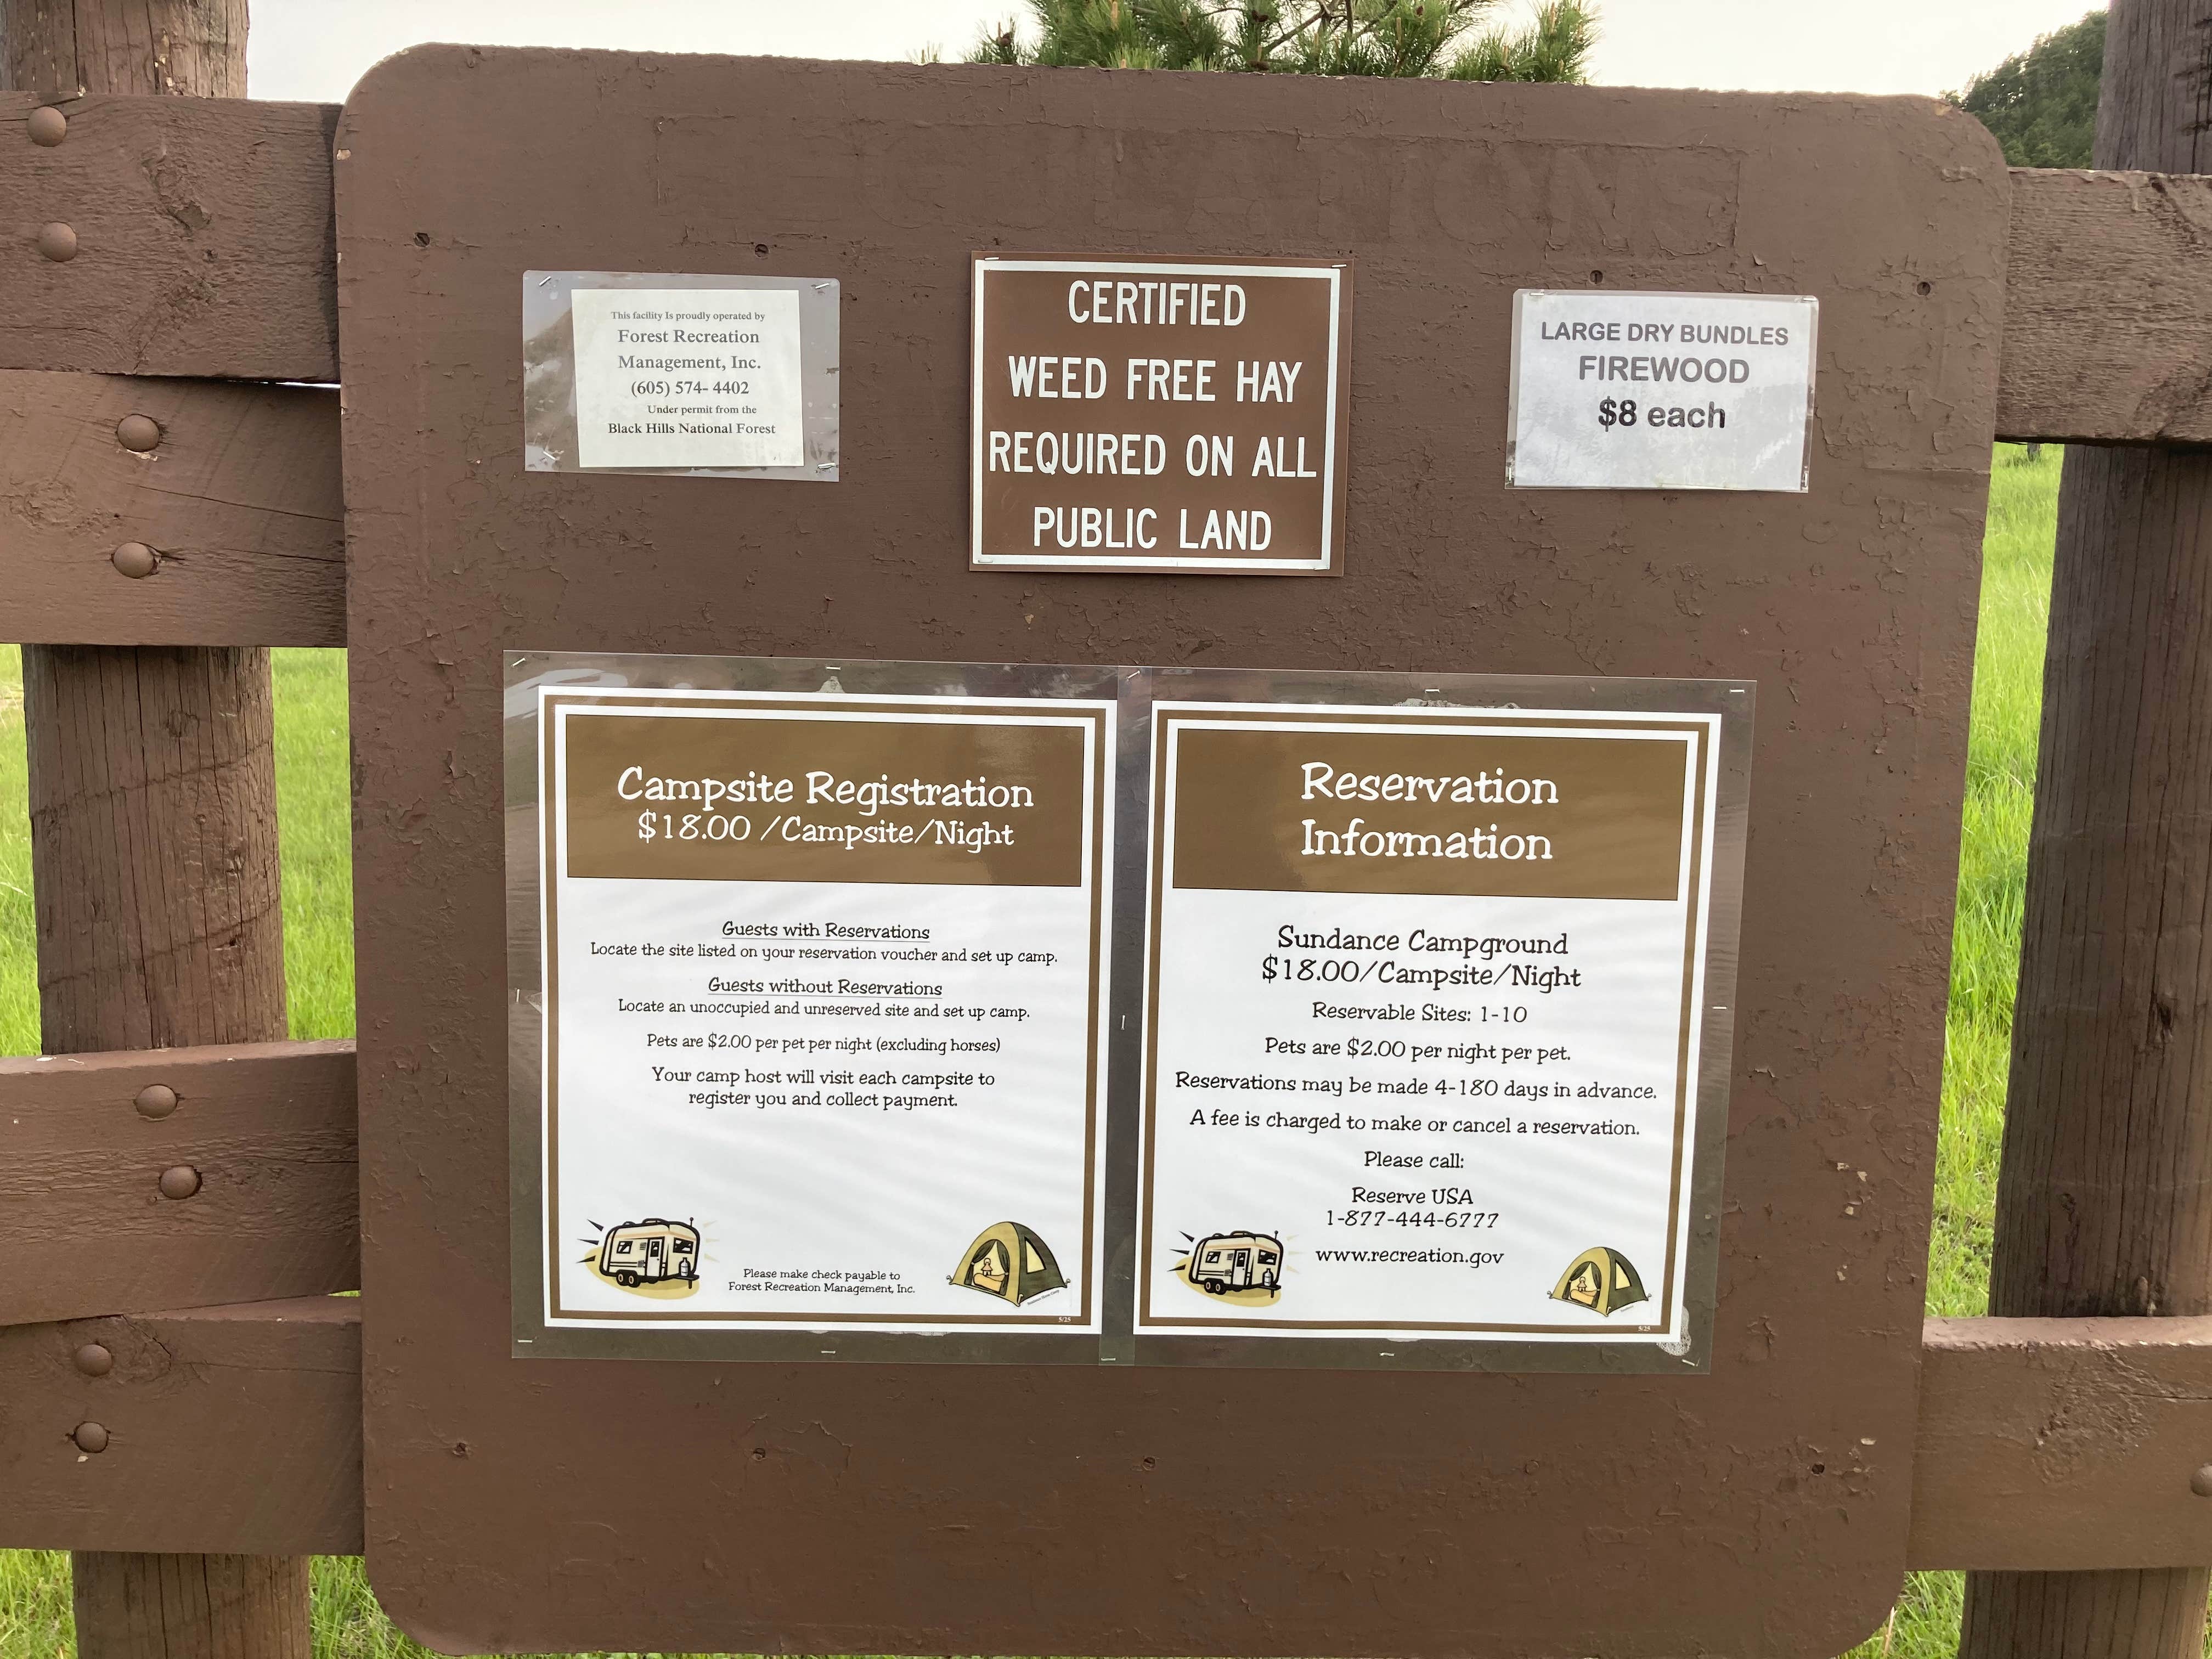 This facility Is proudly operated by
Forest Recreation
Management, Inc.
(605) 574- 4402
Under permit from the
Black Hills National Forest
CERTIFIED
WEED FREE HAY
REQUIRED ON ALL
PUBLIC LAND
LARGE DRY BUNDLES
FIREWOOD
$8 each
Campsite Registration
$18.00 /Campsite/Night
Guests with Reservations
Locate the site listed on your reservation voucher and set up camp.
Guests without Reservations
Locate an unoccupied and unreserved site and set up camp.
Pets are $2.00 per pet per night (excluding horses)
Your camp host will visit each campsite to
register you and collect payment.
Please make check payable to
Forest Recreation Management, Inc.
5/25
Reservation
Information
Sundance Campground
$18.00/Campsite/Night
Reservable Sites: 1-10
Pets are $2.00 per night per pet.
Reservations may be made 4-180 days in advance.
A fee is charged to make or cancel a reservation.
Please call:
Reserve USA
1-877-444-6777
www.recreation.gov
5/25